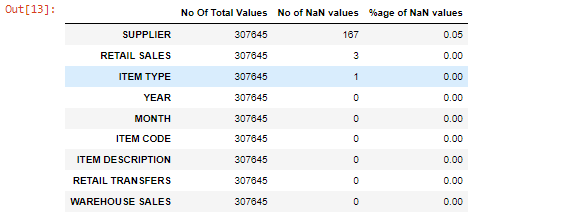 Out[13]:
No Of Total Values No of NaN values %age of NaN values
SUPPLIER 307645 167 0.05
RETAIL SALES 307645 3 0.00
ITEM TYPE 307645 1 0.00
YEAR 307645 0 0.00
MONTH 307645 0 0.00
ITEM CODE 307645 0 0.00
ITEM DESCRIPTION 307645 0 0.00
RETAIL TRANSFERS 307645 0 0.00
WAREHOUSE SALES 307645 0 0.00